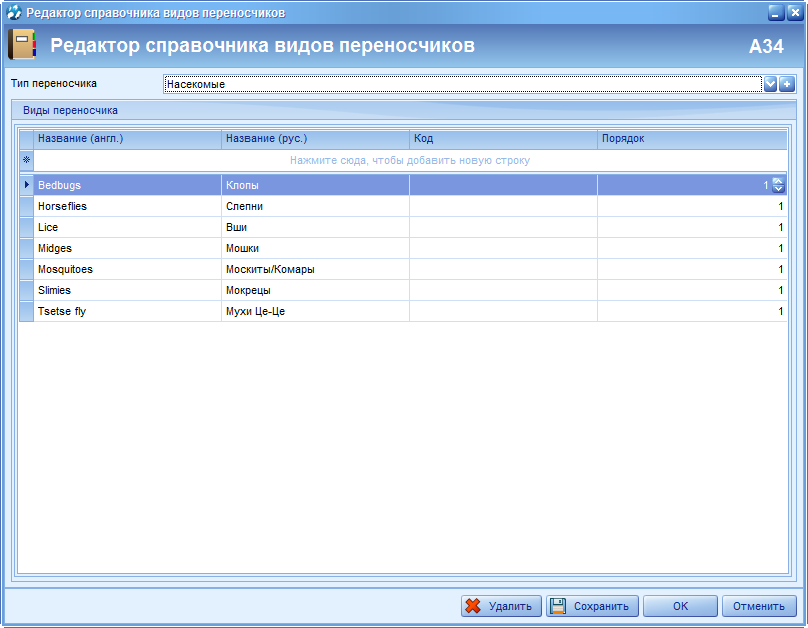 Редактор справочника видов переносчиков
Редактор справочника видов переносчиков A34
Тип переносчика Насекомые
Виды переносчика
Название (англ.) Название (рус.) Код Порядок
Нажмите сюда, чтобы добавить новую строку
Bedbugs Клопы 1
Horseflies Слепни 1
Lice Вши 1
Midges Мошки 1
Mosquitoes Москиты/Комары 1
Slimies Мокрецы 1
Tsetse fly Мухи Це-Це 1
Удалить Сохранить OK Отменить